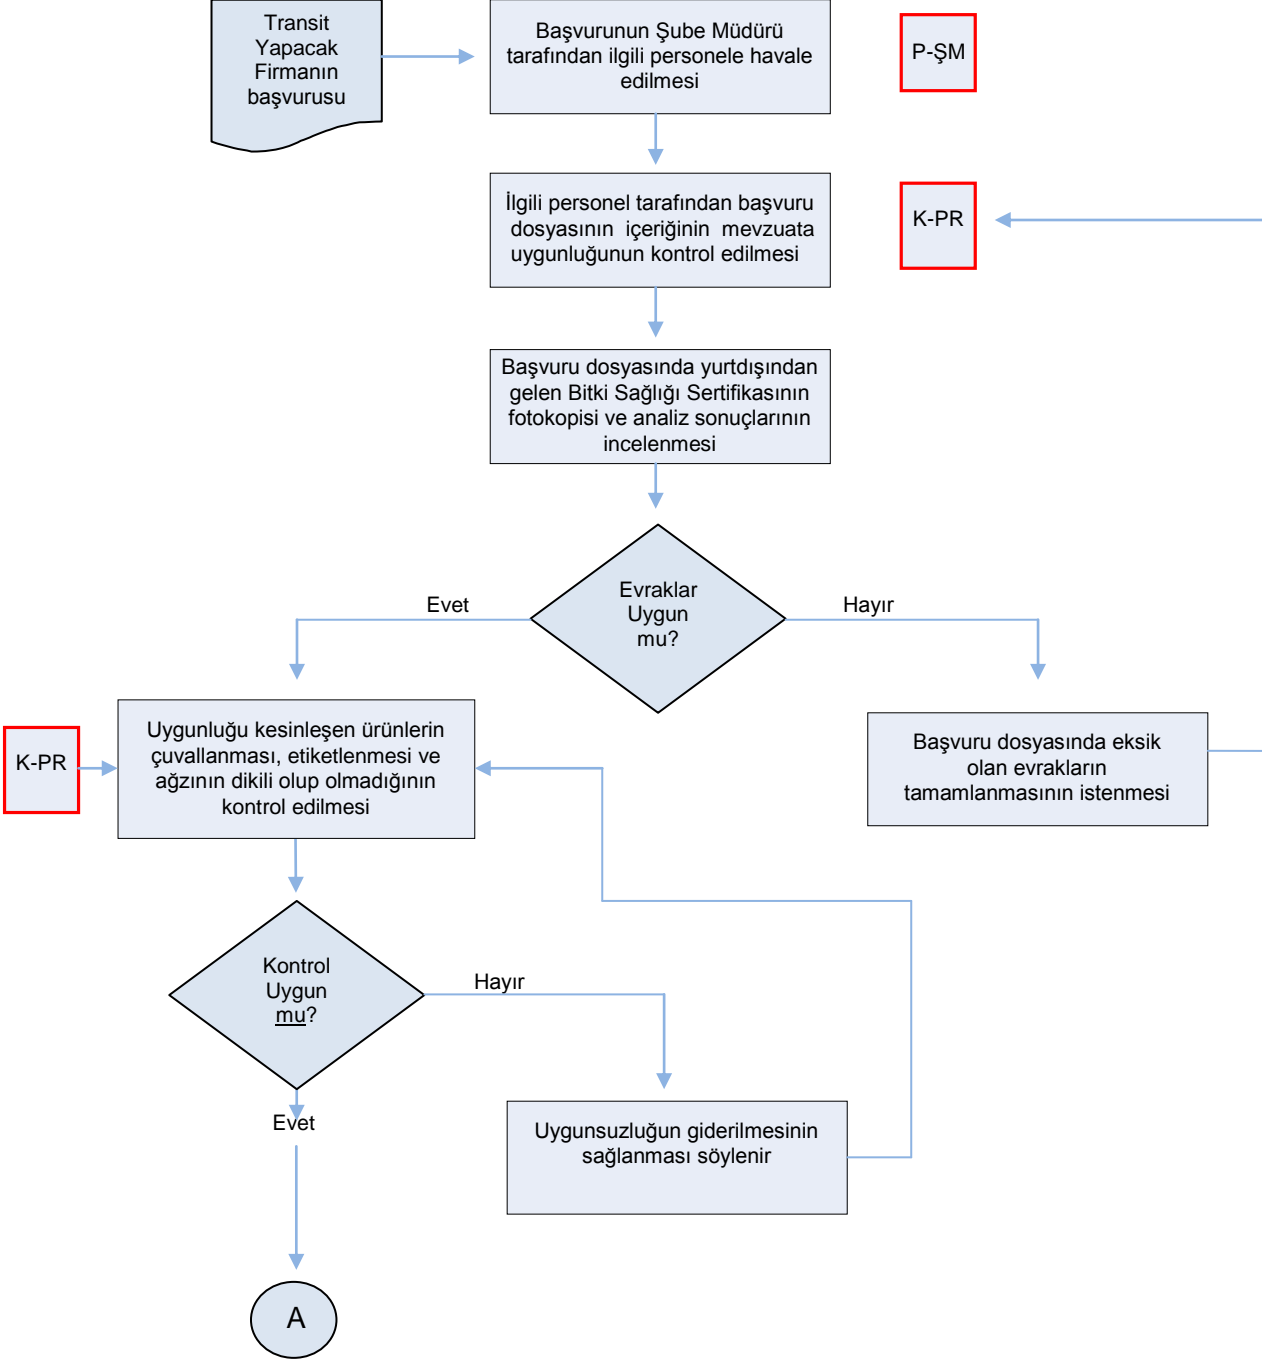 Transit
Yapacak
Firmanın
başvurusu
Başvurunun Şube Müdürü
tarafından ilgili personele havale
edilmesi
P-ŞM
İlgili personel tarafından başvuru
dosyasının içeriğinin mevzuata
uygunluğunun kontrol edilmesi
K-PR
Başvuru dosyasında yurtdışından
gelen Bitki Sağlığı Sertifikasının
fotokopisi ve analiz sonuçlarının
incelenmesi
Evraklar
Uygun
mu?
Evet
Hayır
K-PR
Uygunluğu kesinleşen ürünlerin
çuvallanması, etiketlenmesi ve
ağzının dikili olup olmadığının
kontrol edilmesi
Başvuru dosyasında eksik
olan evrakların
tamamlanmasının istenmesi
Kontrol
Uygun
mu?
Hayır
Evet
Uygunsuzluğun giderilmesinin
sağlanması söylenir
A